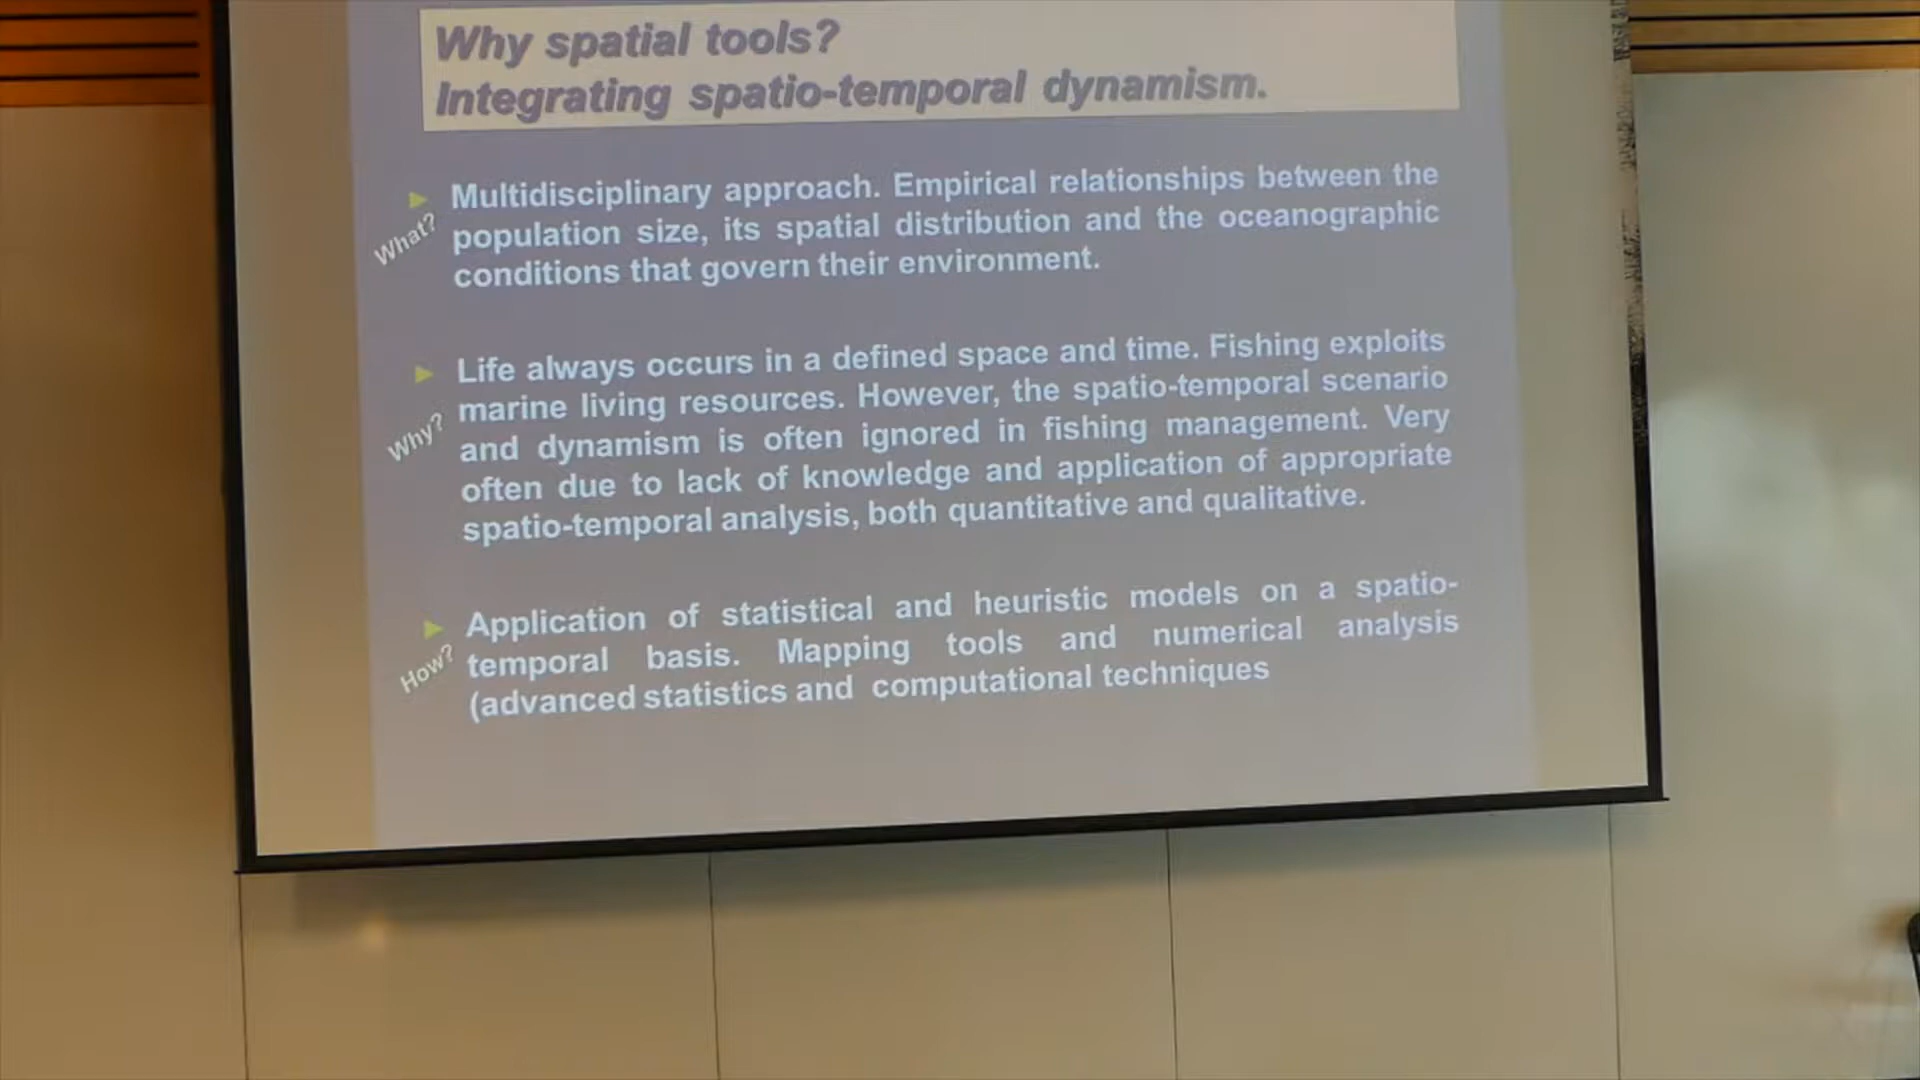 Why spatial tools?
Integrating spatio-temporal dynamism.
What?
Multidisciplinary approach. Empirical relationships between the
population size, its spatial distribution and the oceanographic
conditions that govern their environment.
Why?
Life always occurs in a defined space and time. Fishing exploits
marine living resources. However, the spatio-temporal scenario
and dynamism is often ignored in fishing management. Very
often due to lack of knowledge and application of appropriate
spatio-temporal analysis, both quantitative and qualitative.
How?
Application of statistical and heuristic models on a spatio-
temporal basis. Mapping tools and numerical analysis
(advanced statistics and computational techniques